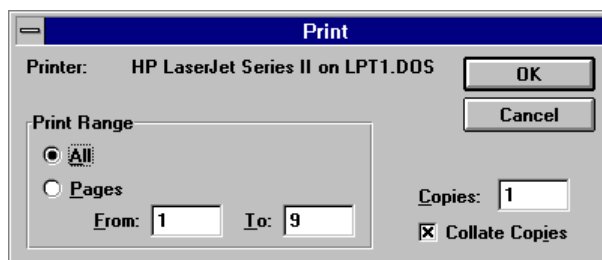 Print
Printer: HP LaserJet Series II on LPT1.DOS
OK
Cancel
Print Range
All
Pages
From: 1 To: 9
Copies: 1
Collate Copies